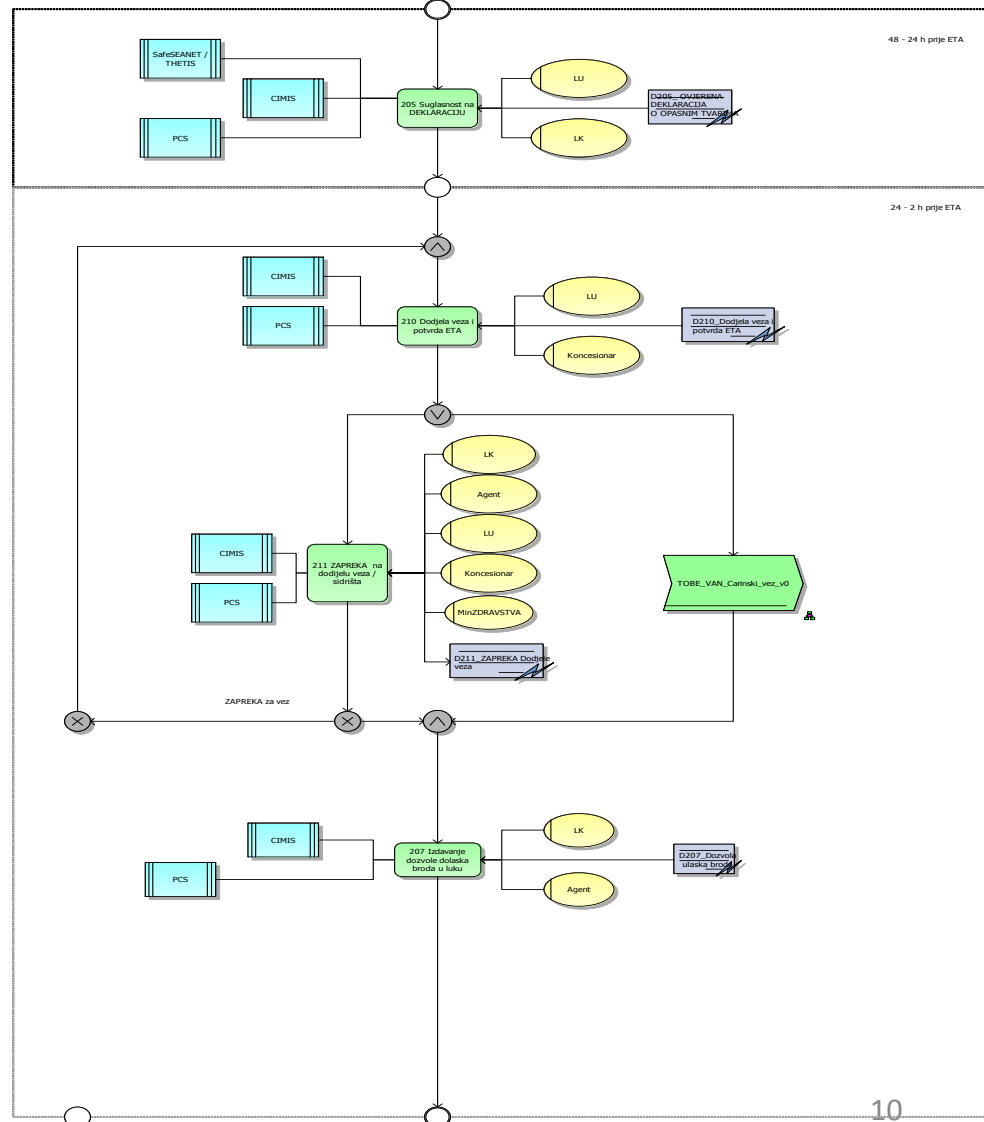 48 - 24 h prije ETA
SafeSEANET /
THETIS
CIMIS
PCS
205 Suglasnost na
DEKLARACIJU
LU
LK
D205_ OVJERENA
DEKLARACIJA
O OPASNIM TVARIMA
24 - 2 h prije ETA
CIMIS
PCS
210 Dodjela veza i
potvrda ETA
LU
Koncesionar
D210_Dodjela veza i
potvrda ETA
LK
Agent
LU
Koncesionar
MinZDRAVSTVA
CIMIS
PCS
211 ZAPREKA na
dodijelu veza /
sidrišta
TOBE_VAN_Carinski_vez_v0
D211_ZAPREKA Dodjele
veza
ZAPREKA za vez
CIMIS
PCS
207 Izdavanje
dozvole dolaska
broda u luku
LK
Agent
D207_Dozvola
ulaska broda
10